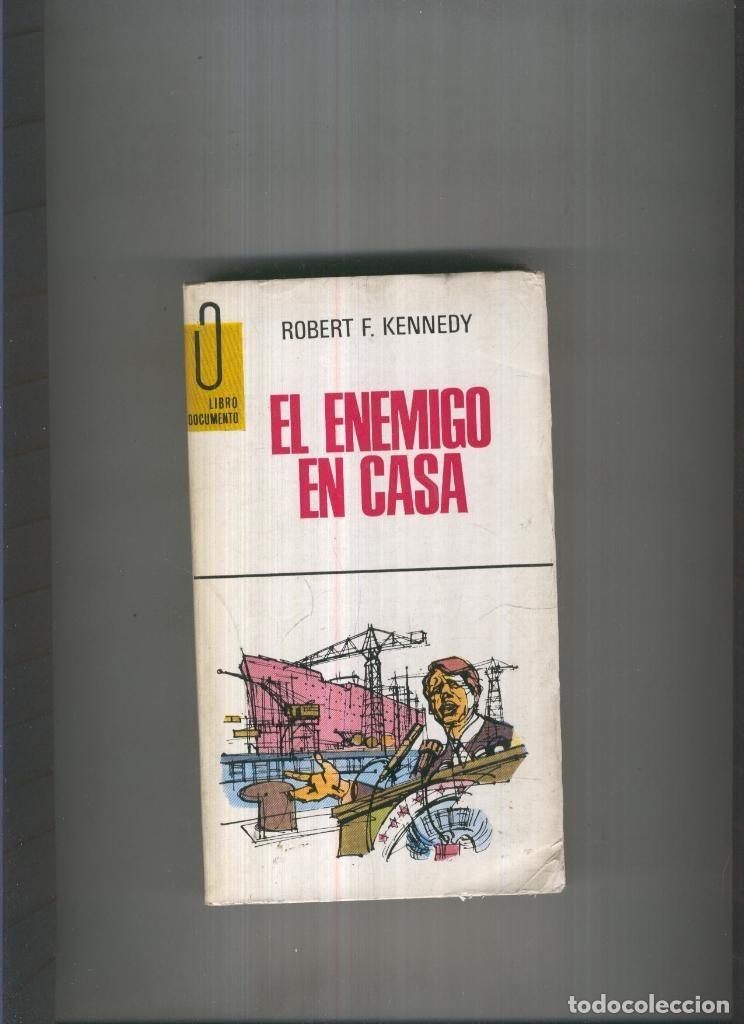 ROBERT F. KENNEDY
LIBRO
DOCUMENTO
EL ENEMIGO
EN CASA
todocoleccion